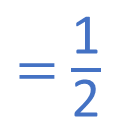 = 1/2